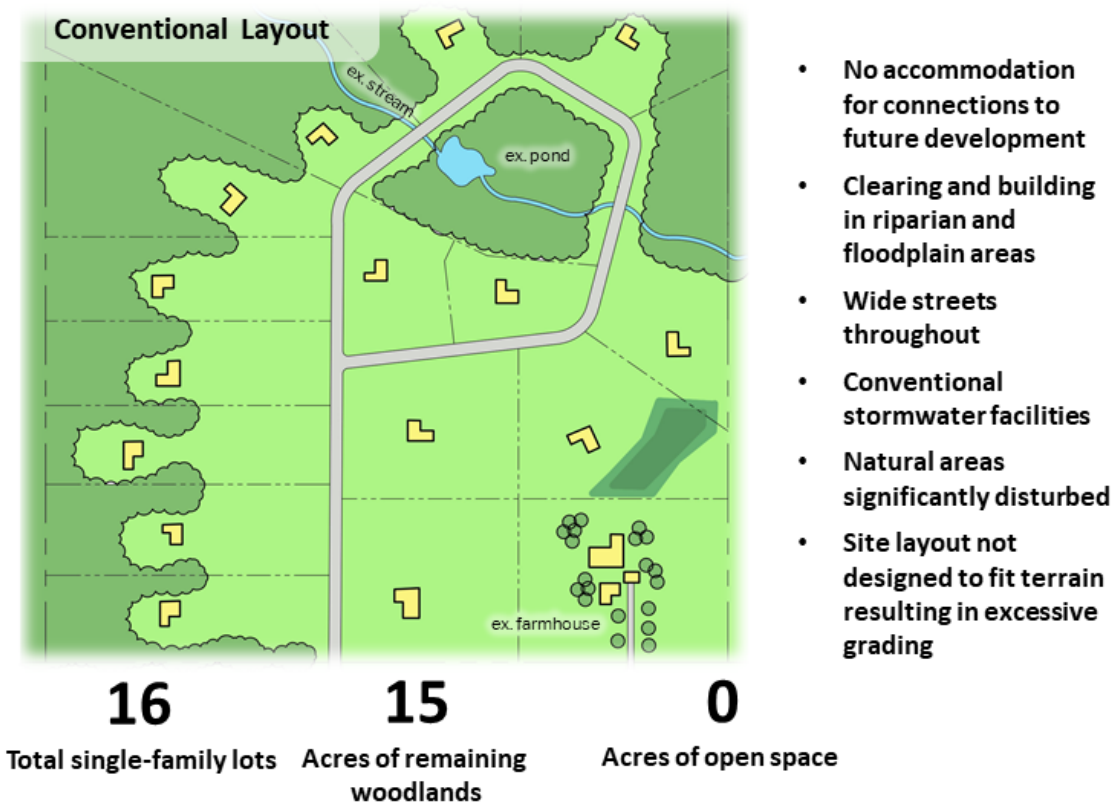 Conventional Layout
ex. stream
ex. pond
ex. farmhouse
• No accommodation
for connections to
future development
• Clearing and building
in riparian and
floodplain areas
• Wide streets
throughout
• Conventional
stormwater facilities
• Natural areas
significantly disturbed
• Site layout not
designed to fit terrain
resulting in excessive
grading
16
Total single-family lots
15
Acres of remaining
woodlands
0
Acres of open space